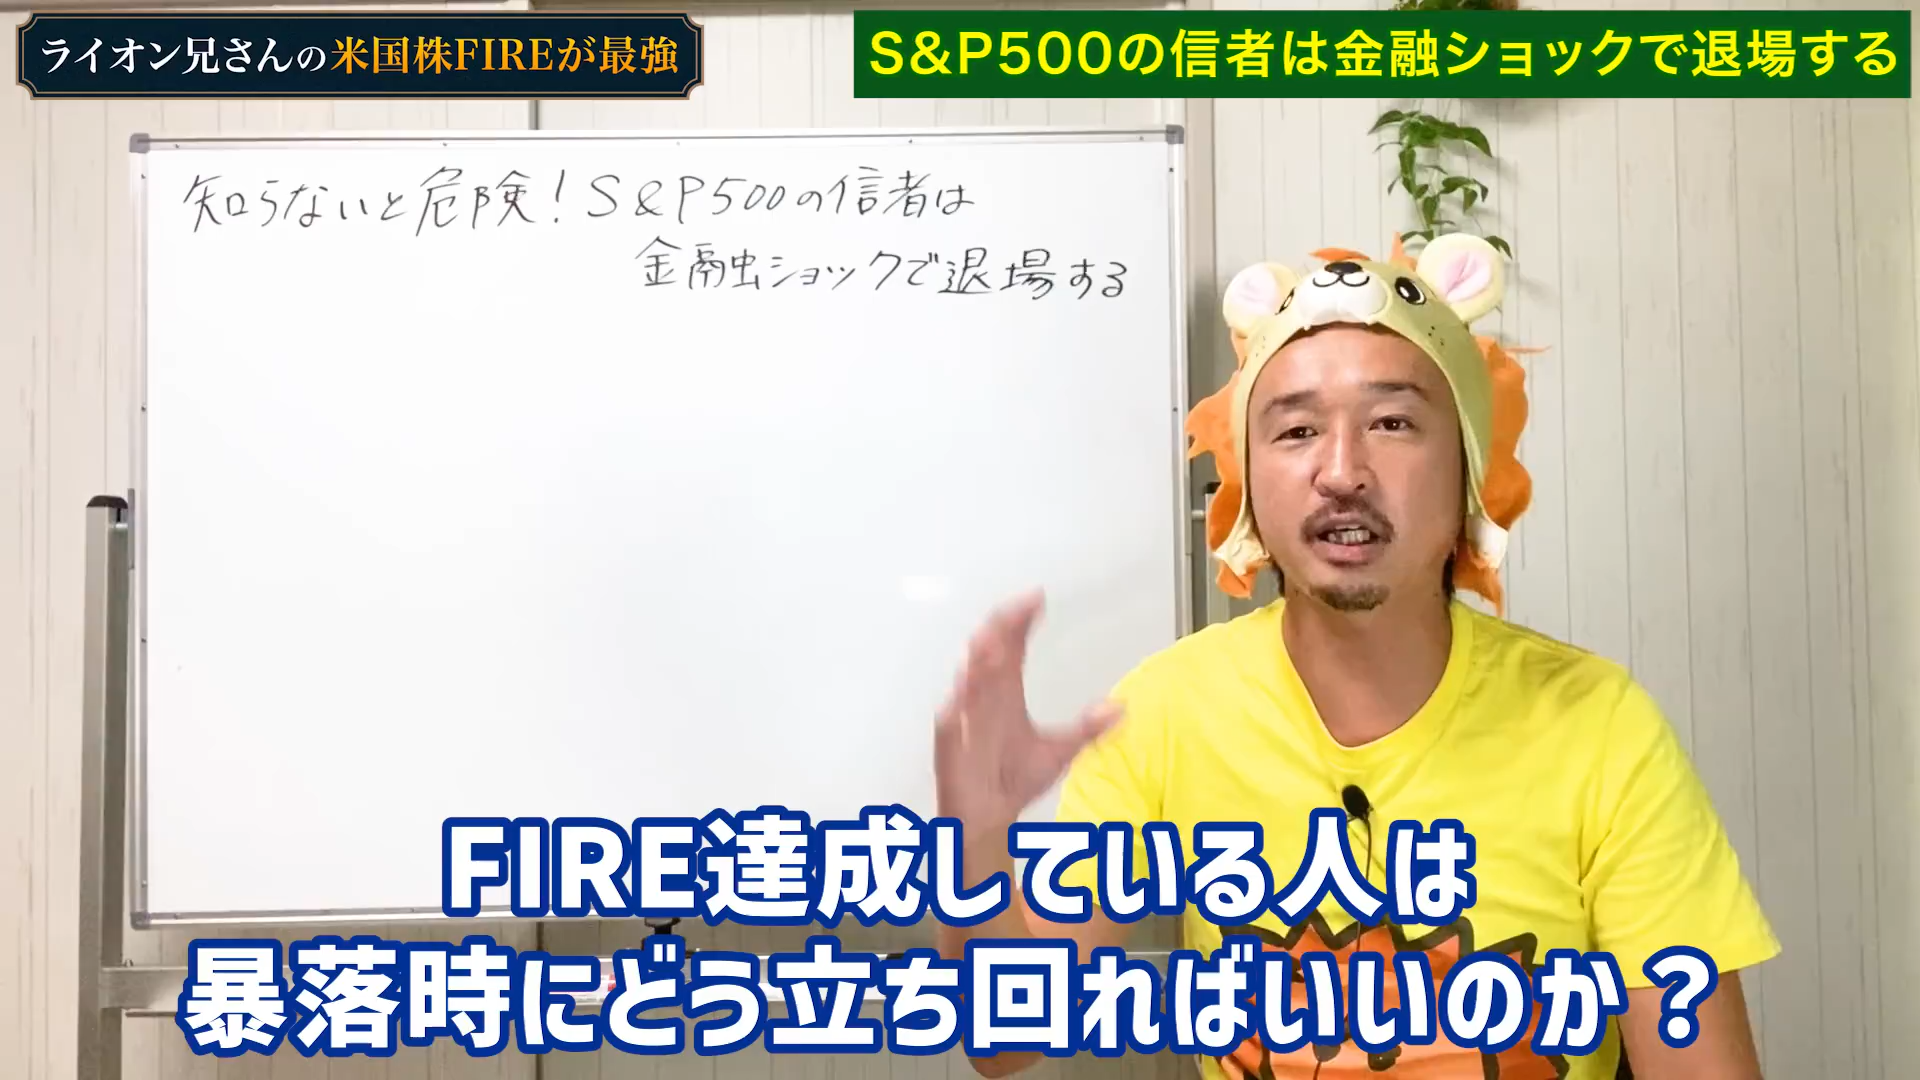 ライオン兄さんの米国株FIREが最強
S&P500の信者は金融ショックで退場する
知らないと危険!S&P500の信者は
金融ショックで退場する
FIRE達成している人は
暴落時にどう立ち回ればいいのか?